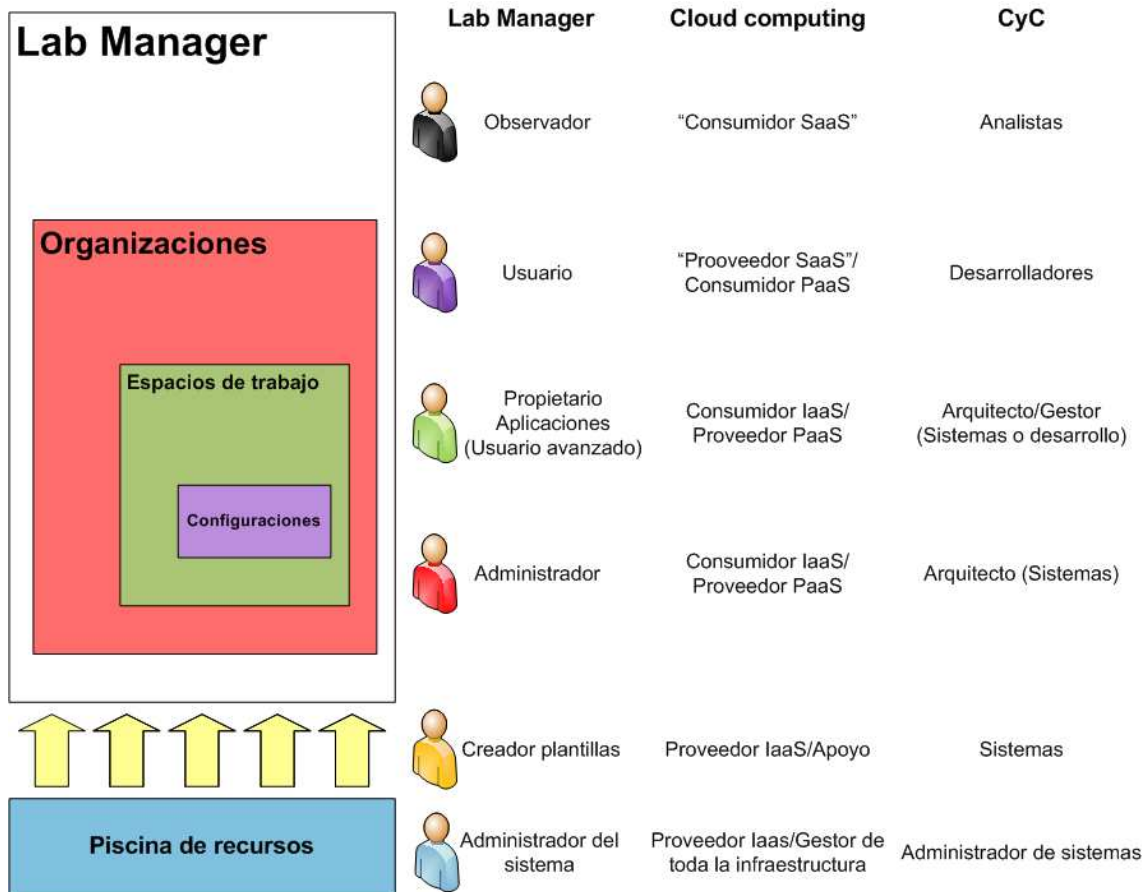 Lab Manager
Organizaciones
Espacios de trabajo
Configuraciones
Piscina de recursos
Lab Manager
Cloud computing
CyC
Observador
“Consumidor SaaS”
Analistas
Usuario
“Prooveedor SaaS”/
Consumidor PaaS
Desarrolladores
Propietario
Aplicaciones
(Usuario avanzado)
Consumidor IaaS/
Proveedor PaaS
Arquitecto/Gestor
(Sistemas o desarrollo)
Administrador
Consumidor IaaS/
Proveedor PaaS
Arquitecto (Sistemas)
Creador plantillas
Proveedor IaaS/Apoyo
Sistemas
Administrador del
sistema
Proveedor Iaas/Gestor de
toda la infraestructura
Administrador de sistemas